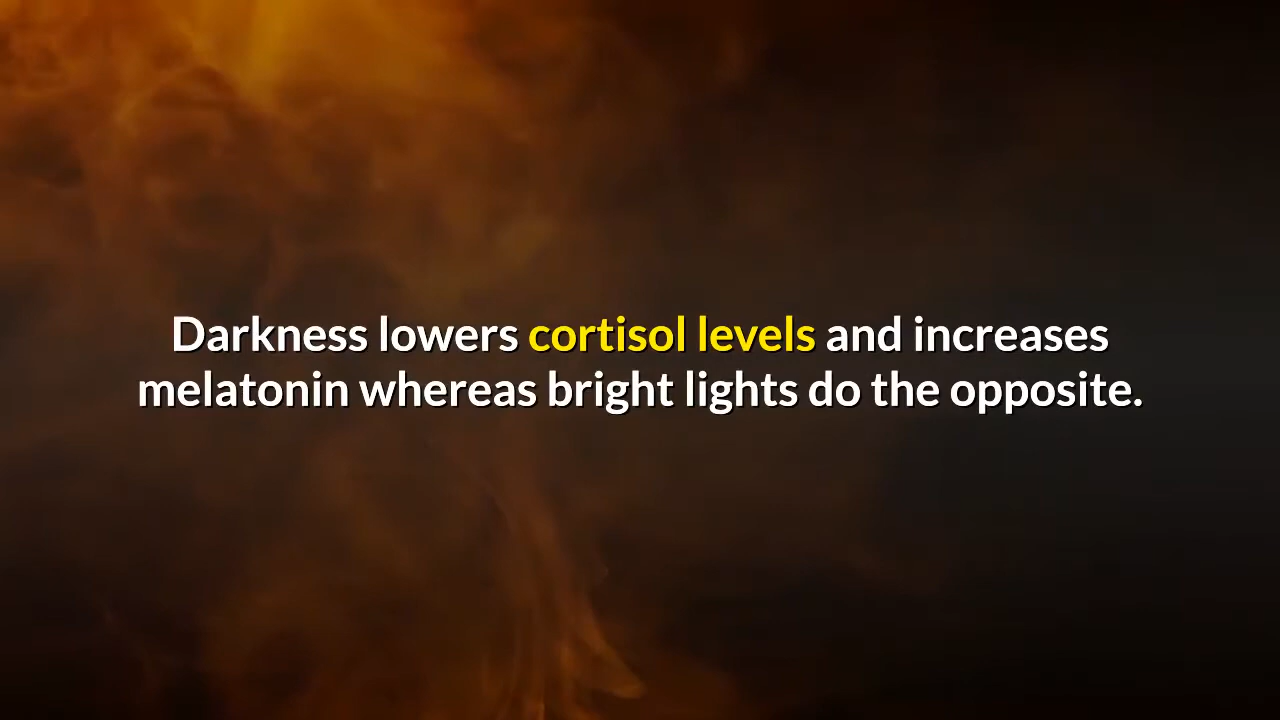 Darkness lowers cortisol levels and increases
melatonin whereas bright lights do the opposite.